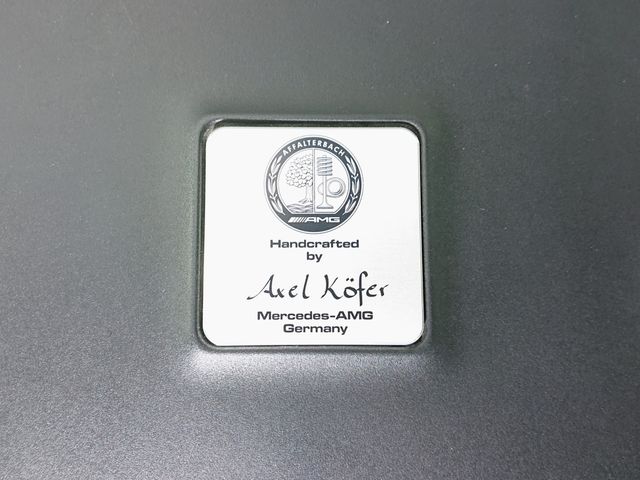 AFFALTERBACH
AMG
Handcrafted
by
Axel Köfer
Mercedes-AMG
Germany